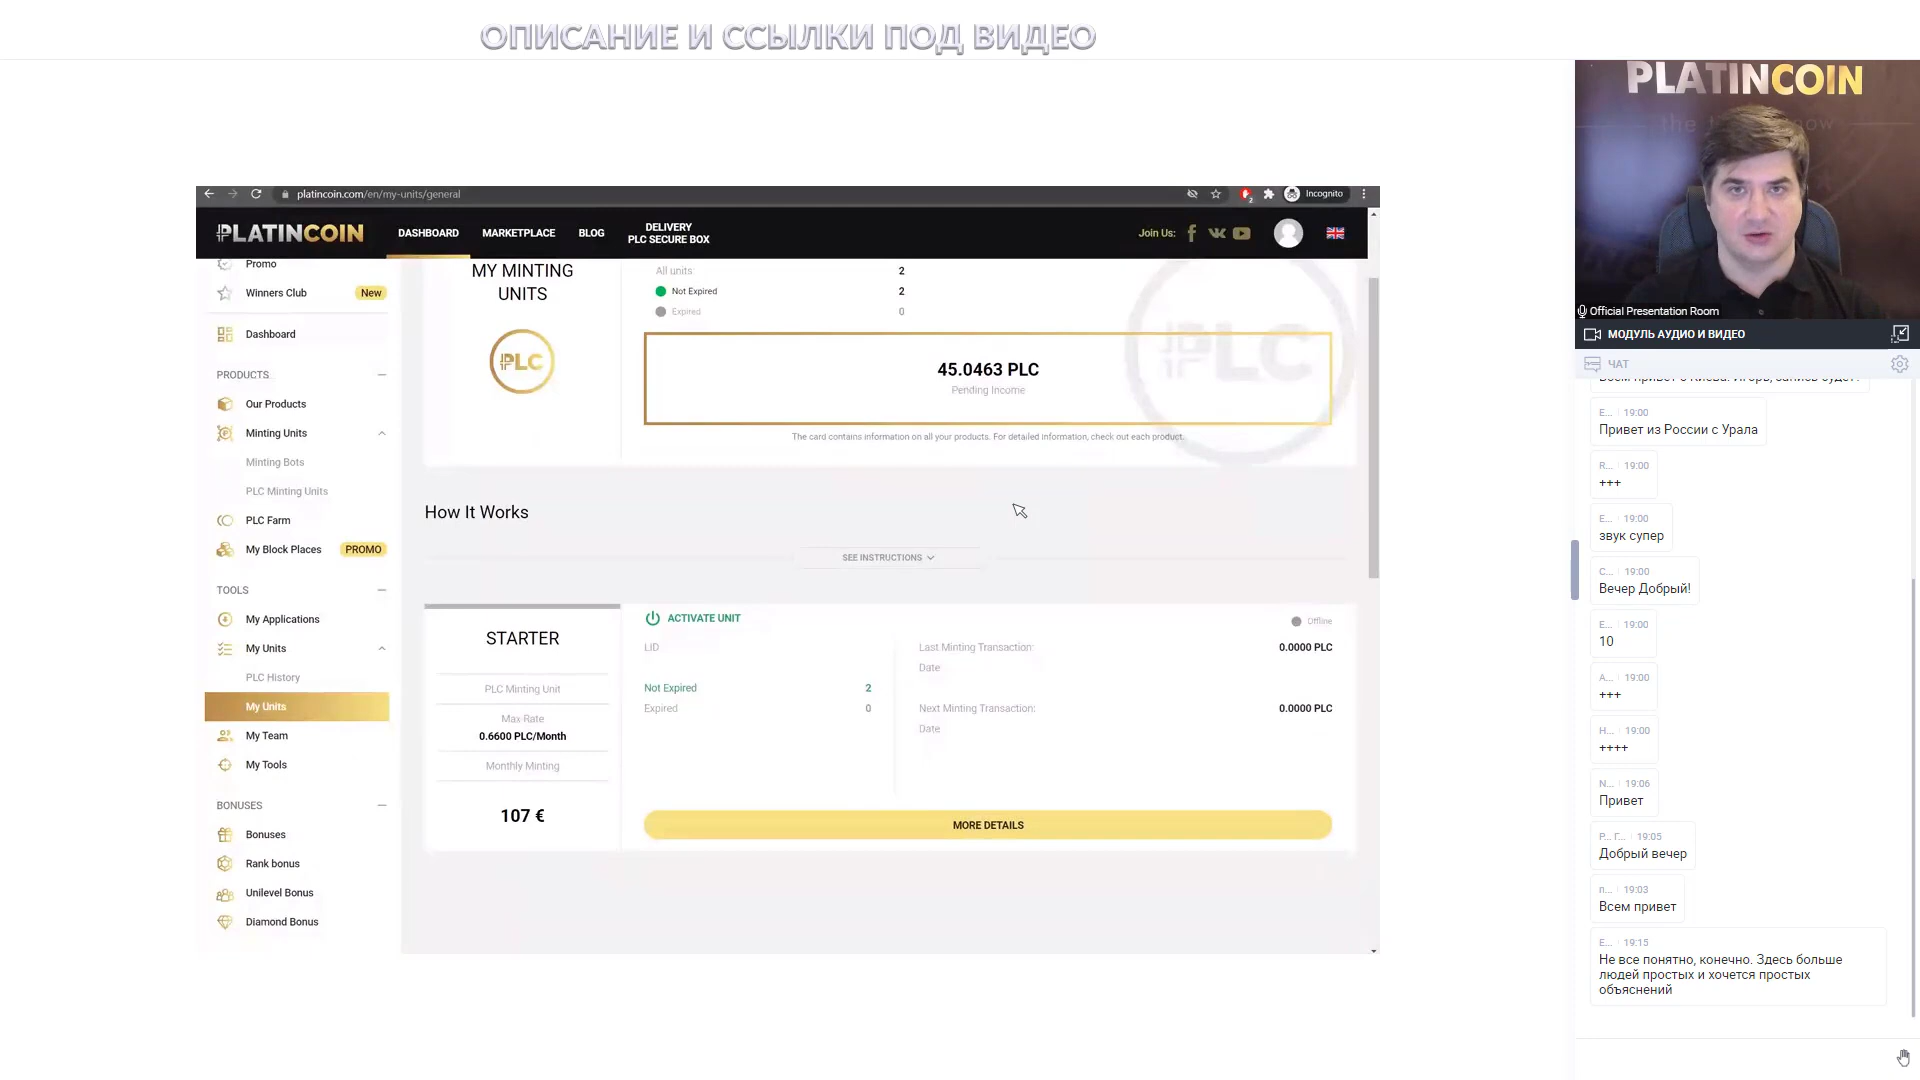 ОПИСАНИЕ И ССЫЛКИ ПОД ВИДЕО
platincoin.com/en/my-units/general
Incognito
PLATINCOIN
DASHBOARD
MARKETPLACE
BLOG
DELIVERY
PLC SECURE BOX
Join Us:
Promo
Winners Club
New
Dashboard
PRODUCTS
Our Products
Minting Units
Minting Bots
PLC Minting Units
PLC Farm
My Block Places
PROMO
TOOLS
My Applications
My Units
PLC History
My Units
My Team
My Tools
BONUSES
Bonuses
Rank bonus
Unilevel Bonus
Diamond Bonus
MY MINTING
UNITS
PLC
All units 2
Not Expired 2
Expired 0
45.0463 PLC
Pending Income
PLC
The card contains information on all your products. For detailed information, check out each product.
How It Works
SEE INSTRUCTIONS
STARTER
PLC Minting Unit
Max Rate
0.6600 PLC/Month
Monthly Minting
107 €
ACTIVATE UNIT
Offline
LID
Not Expired 2
Expired 0
Last Minting Transaction: 0.0000 PLC
Date
Next Minting Transaction: 0.0000 PLC
Date
MORE DETAILS
PLATINCOIN
Official Presentation Room
МОДУЛЬ АУДИО И ВИДЕО
ЧАТ
E... 19:00
Привет из России с Урала
R... 19:00
+++
E... 19:00
звук супер
С... 19:00
Вечер Добрый!
E... 19:00
10
A... 19:00
+++
Н... 19:00
++++
N... 19:06
Привет
Р... Г... 19:05
Добрый вечер
п... 19:03
Всем привет
E... 19:15
Не все понятно, конечно. Здесь больше
людей простых и хочется простых
объяснений